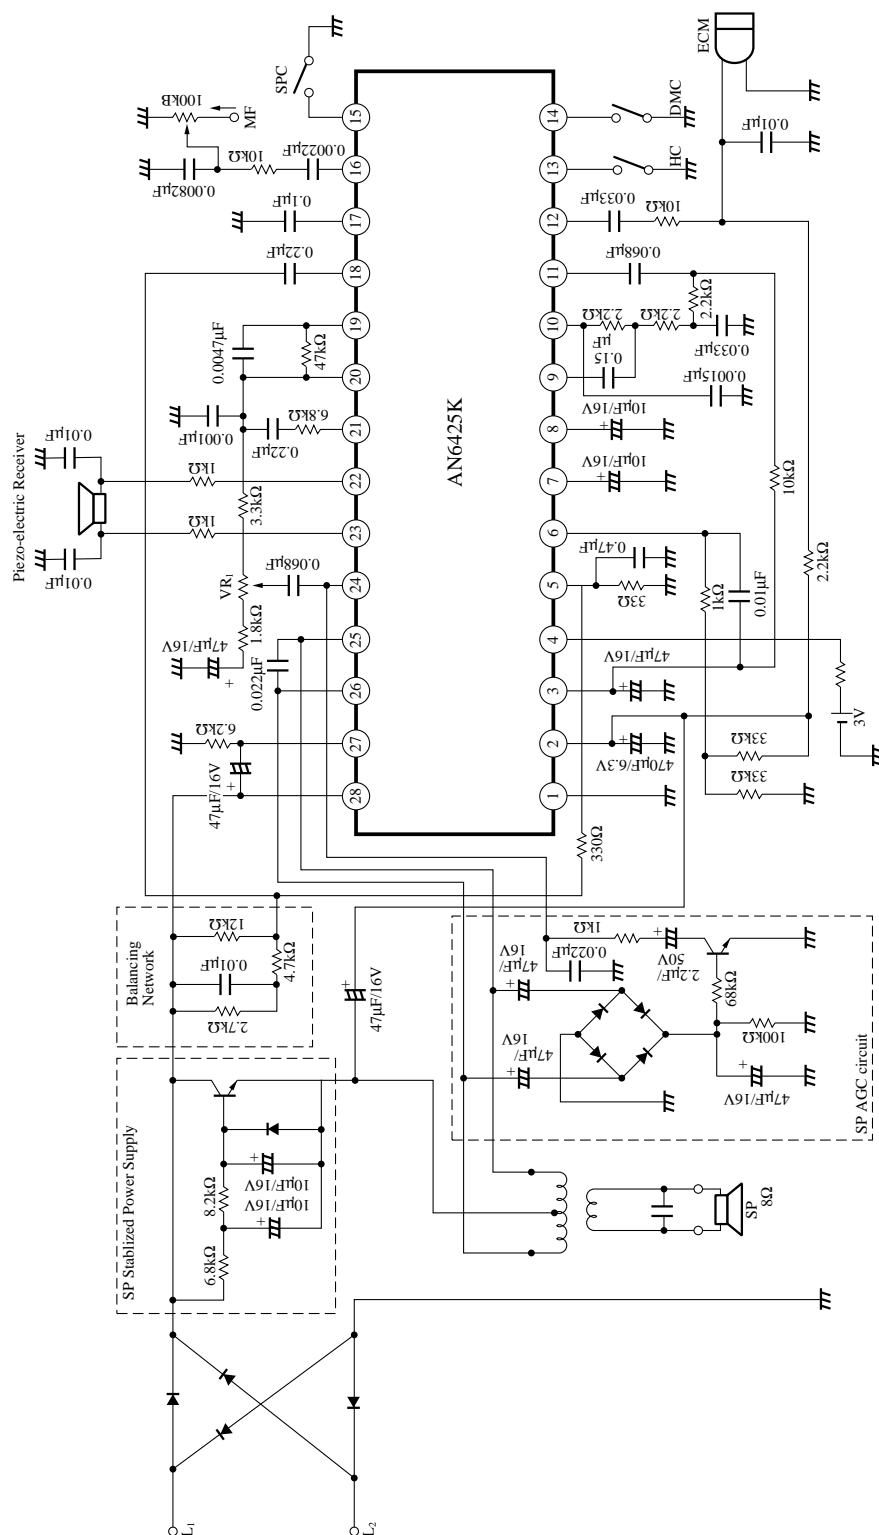 Piezo-electric Receiver
0.01µF
0.01µF
1kΩ
1kΩ
ECM
0.01µF
SPC
100kB
MF
0.0082µF
10kΩ
0.0022µF
0.1µF
0.22µF
0.0047µF
47kΩ
0.001µF
0.22µF
6.8kΩ
3.3kΩ
VR1
0.068µF
1.8kΩ
47µF/16V
+
0.022µF
6.2kΩ
47µF/16V
+
15
16
17
18
19
20
21
22
23
24
25
26
27
28
AN6425K
14
13
12
11
10
9
8
7
6
5
4
3
2
1
DMC
HC
0.033µF
10kΩ
0.068µF
2.2kΩ
2.2kΩ
2.2kΩ
0.15
µF
0.033µF
0.0015µF
10µF/16V
+
10µF/16V
+
10kΩ
2.2kΩ
0.47µF
33Ω
1kΩ
0.01µF
47µF/16V
+
470µF/6.3V
+
3V
33kΩ
33kΩ
330Ω
Balancing
Network
12kΩ
0.01µF
4.7kΩ
2.7kΩ
47µF/16V
+
SP Stablized Power Supply
8.2kΩ
6.8kΩ
10µF/16V
+
10µF/16V
+
SP AGC circuit
1kΩ
0.022µF
2.2µF/
50V
+
68kΩ
100kΩ
47µF/16V
+
47µF/
16V
+
47µF/
16V
+
SP
8Ω
L1
L2